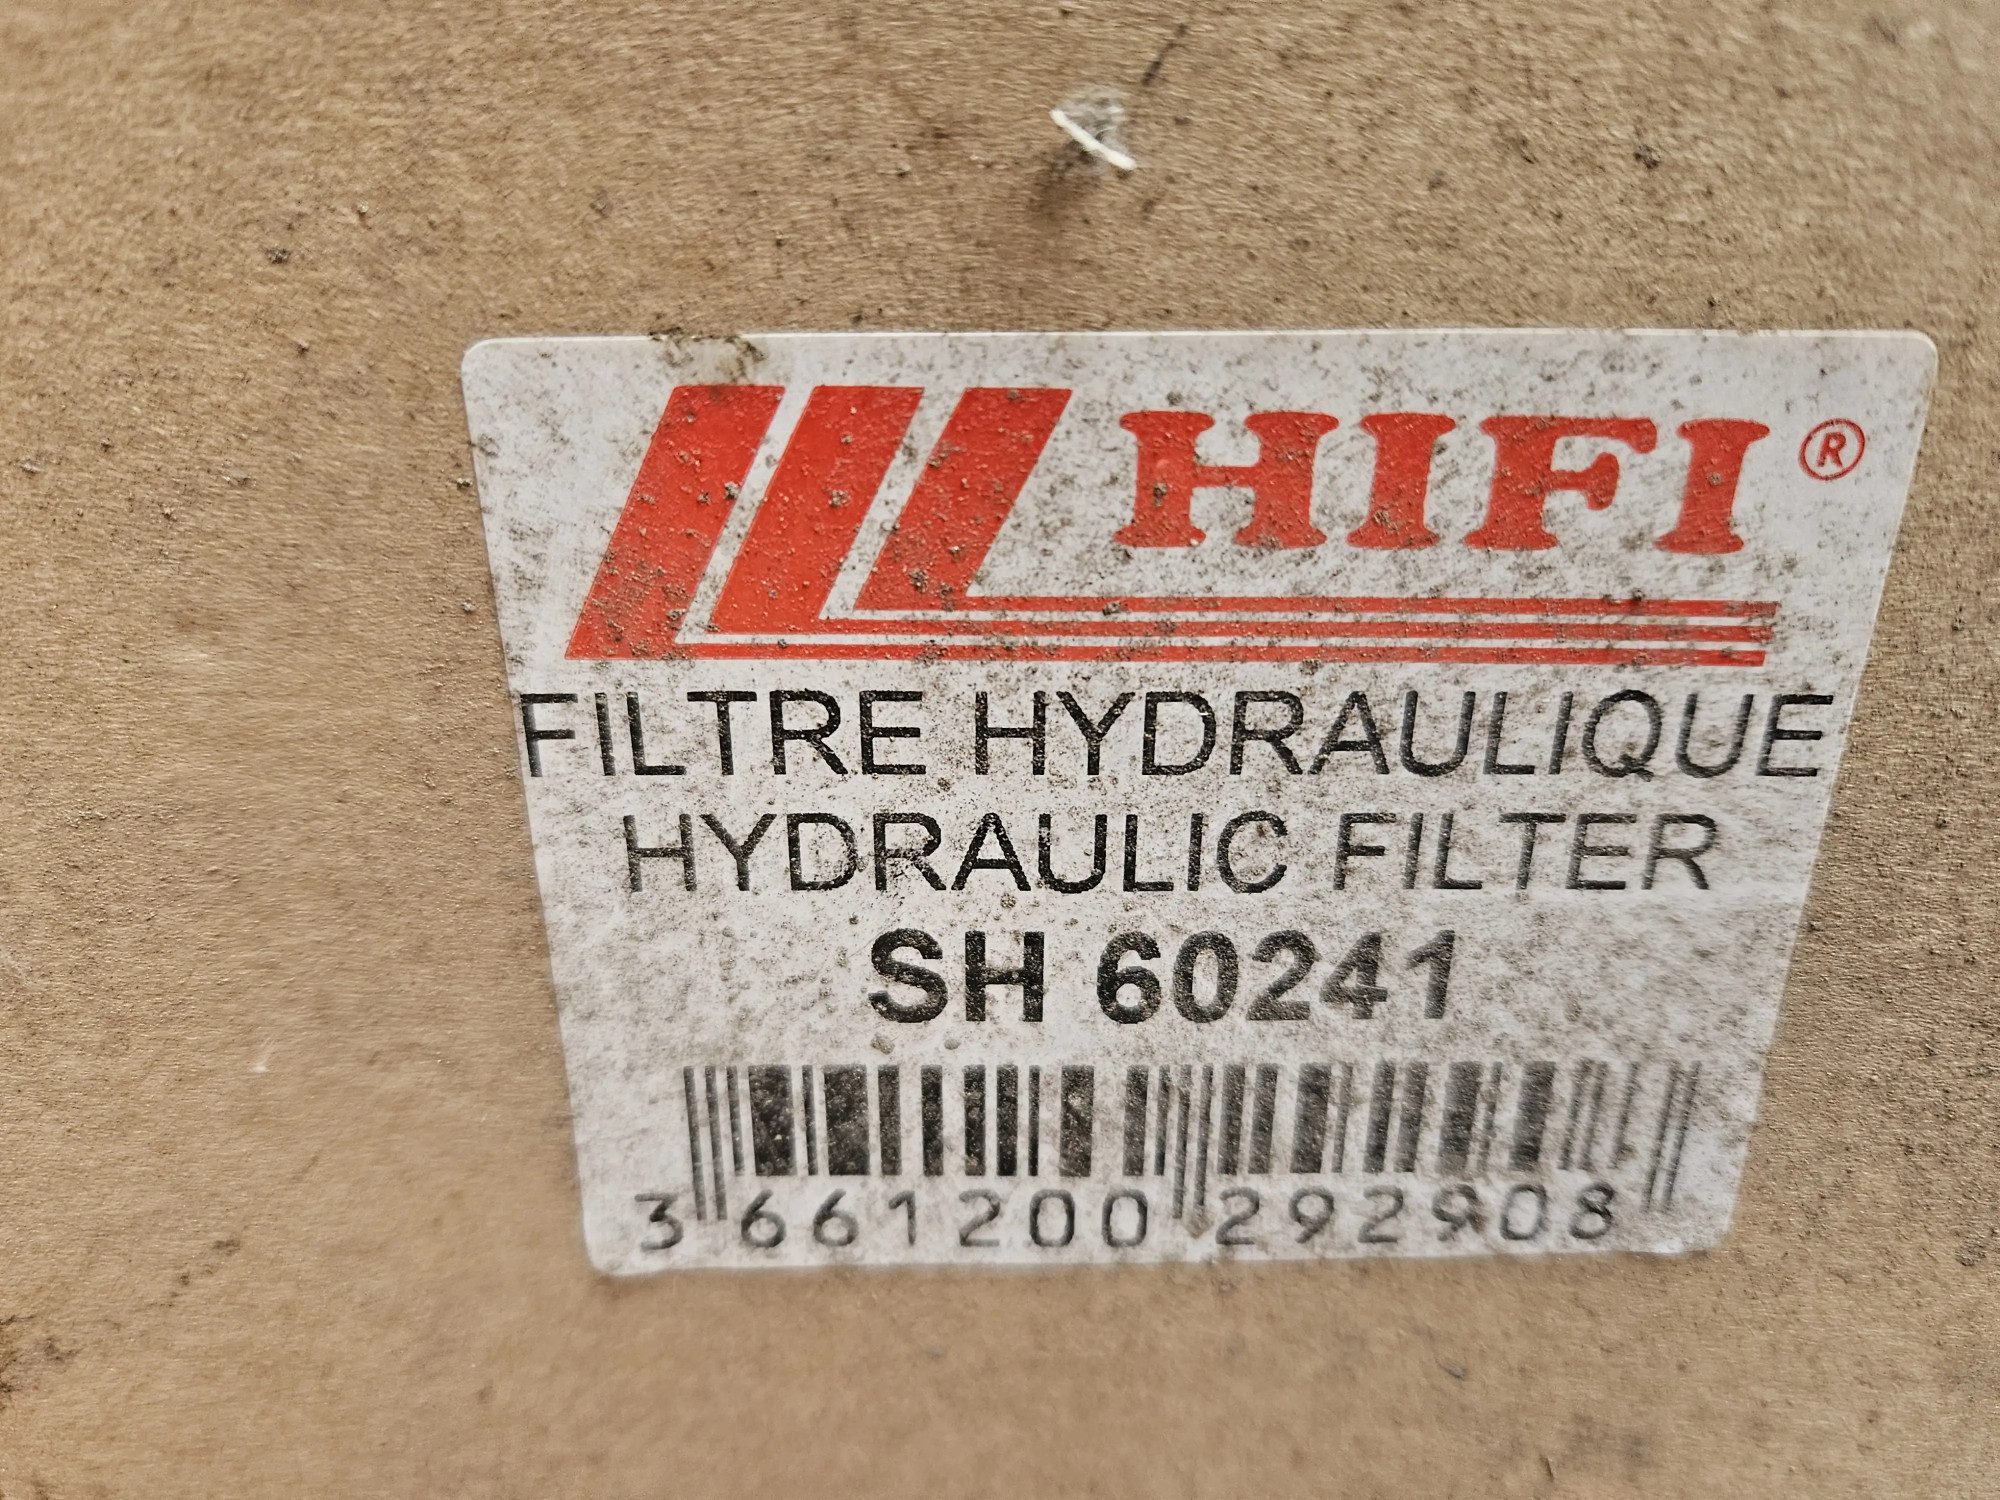 HIFI®
FILTRE HYDRAULIQUE
HYDRAULIC FILTER
SH 60241
3 661200 292908